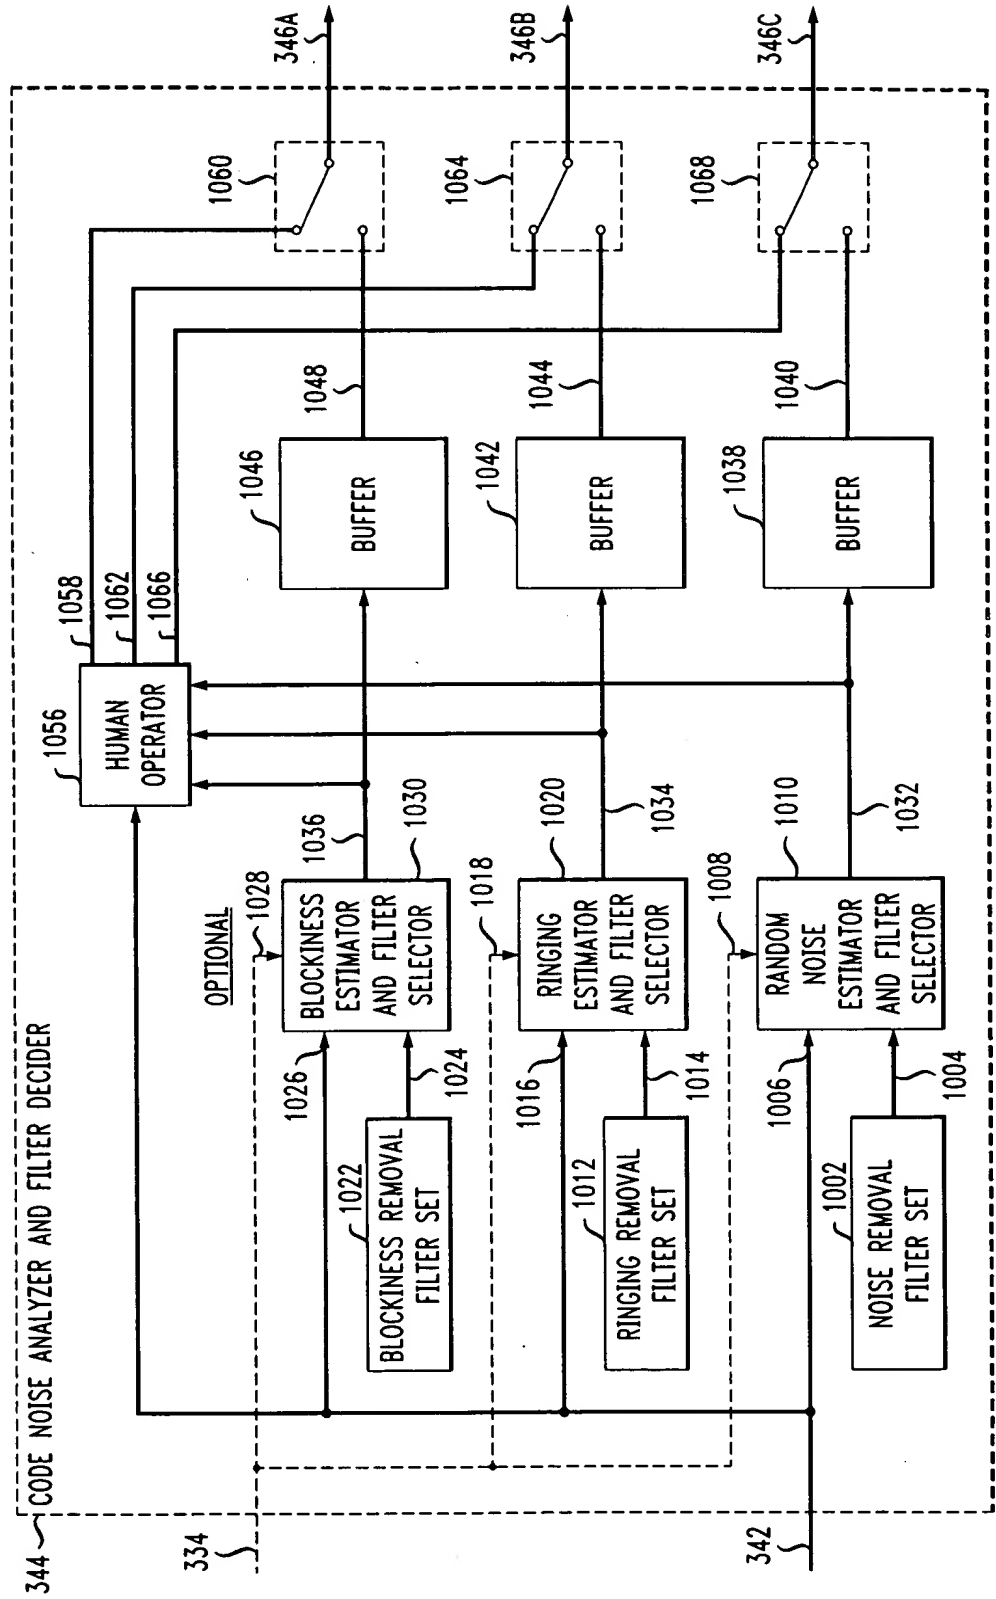 344
CODE NOISE ANALYZER AND FILTER DECIDER
334
342
OPTIONAL
1056
HUMAN
OPERATOR
1058
1062
1066
1022
BLOCKINESS REMOVAL
FILTER SET
1024
1026
1028
BLOCKINESS
ESTIMATOR
AND FILTER
SELECTOR
1030
1036
1046
BUFFER
1048
1060
346A
1012
RINGING REMOVAL
FILTER SET
1014
1016
1018
RINGING
ESTIMATOR
AND FILTER
SELECTOR
1020
1034
1042
BUFFER
1044
1064
346B
1002
NOISE REMOVAL
FILTER SET
1004
1006
1008
RANDOM
NOISE
ESTIMATOR
AND FILTER
SELECTOR
1010
1032
1038
BUFFER
1040
1068
346C